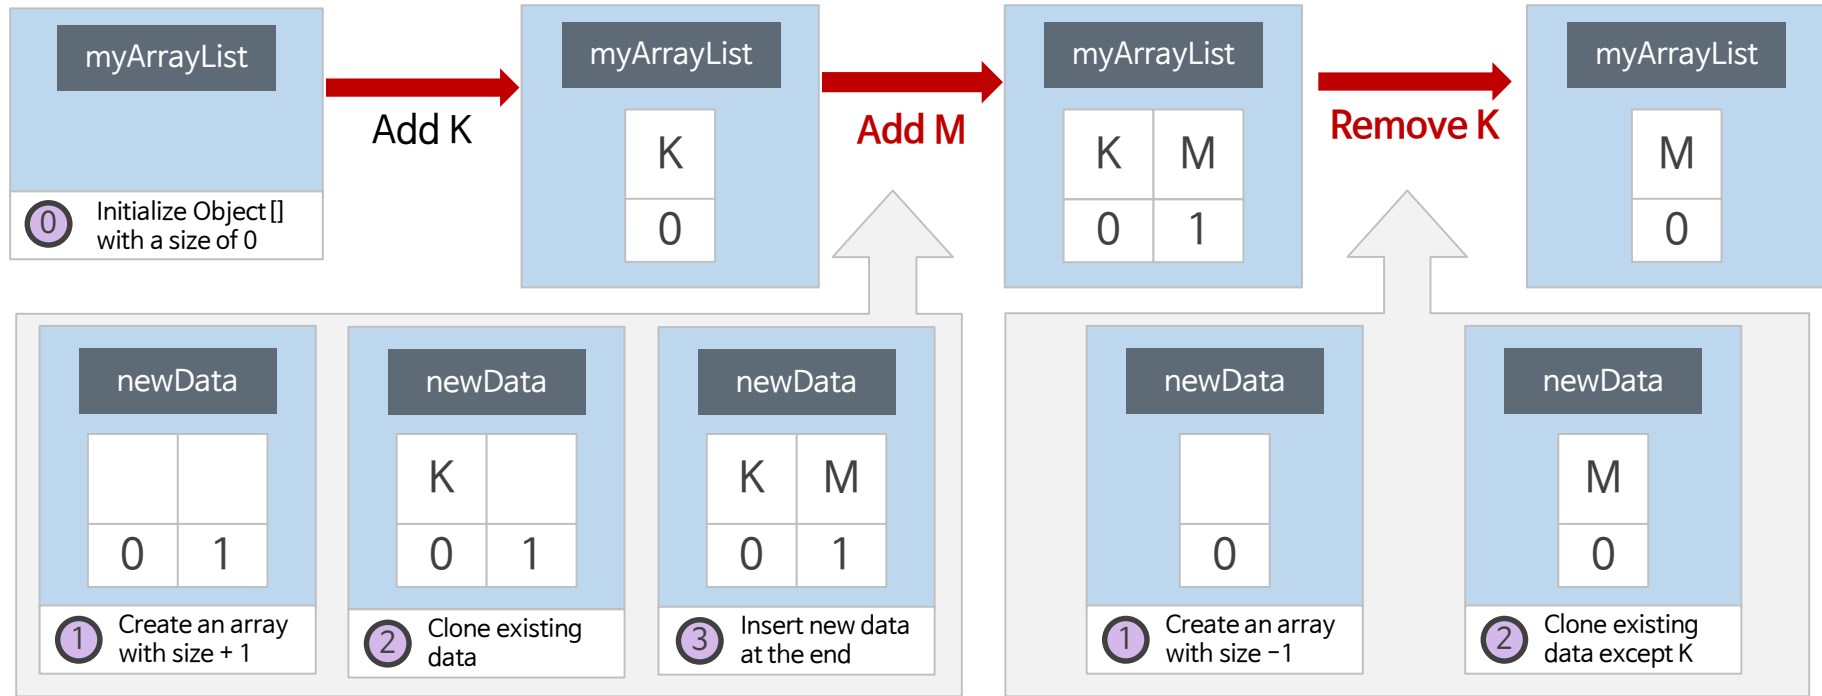 myArrayList
0
Initialize Object[]
with a size of 0
Add K
myArrayList
K
0
Add M
myArrayList
K M
0 1
Remove K
myArrayList
M
0
newData
0 1
1
Create an array
with size + 1
newData
K
0 1
2
Clone existing
data
newData
K M
0 1
3
Insert new data
at the end
newData
0
1
Create an array
with size −1
newData
M
0
2
Clone existing
data except K